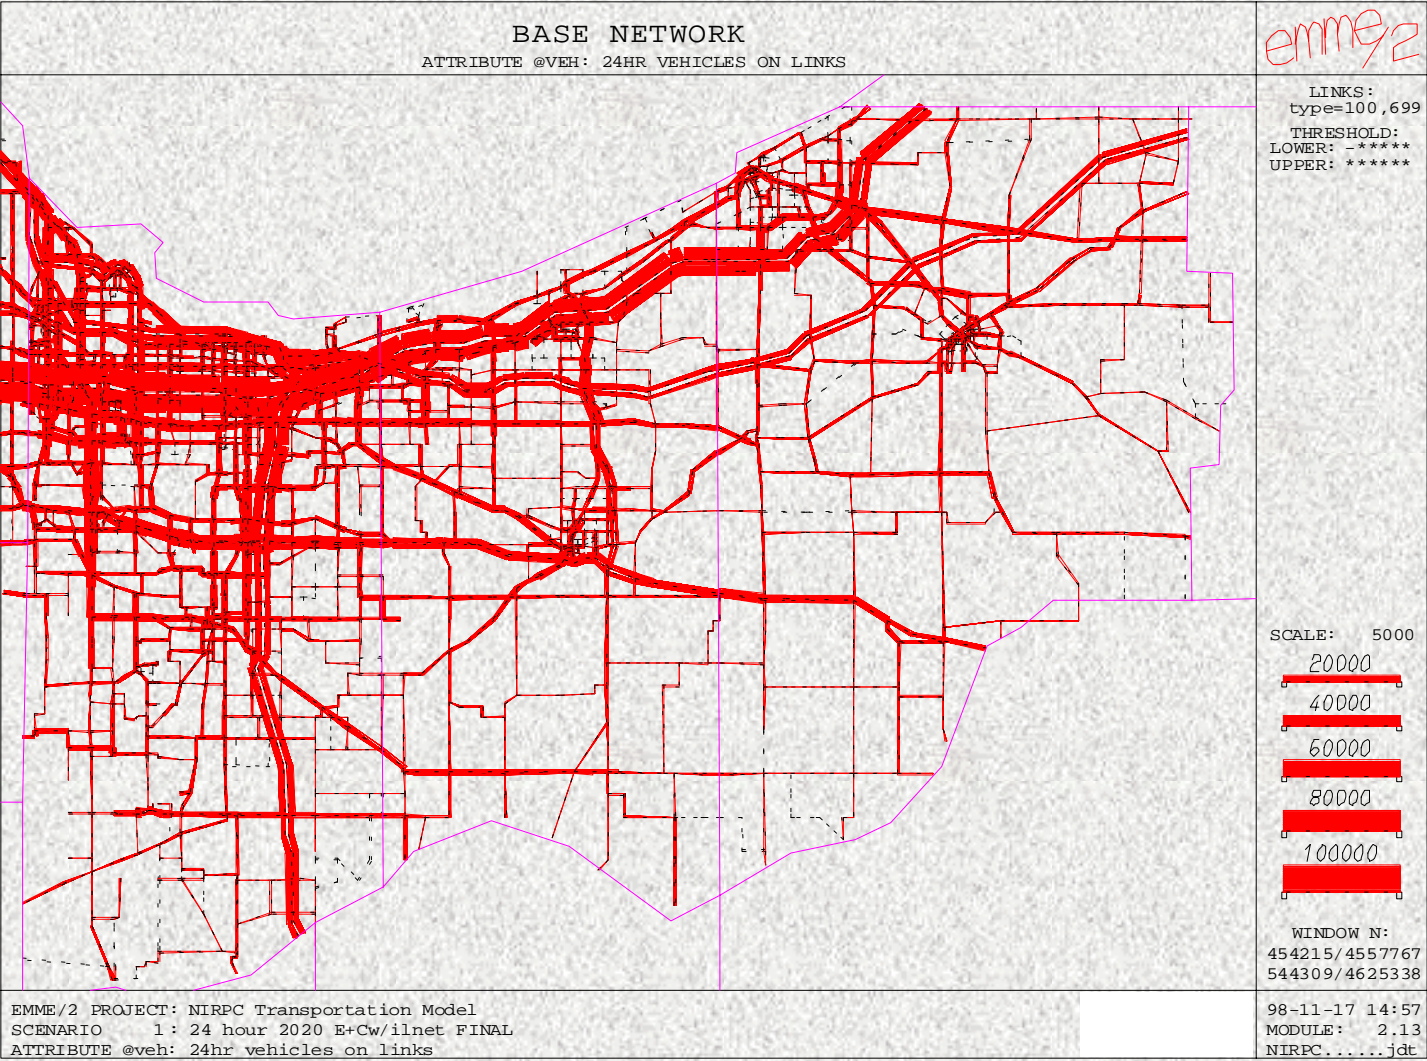 BASE NETWORK
ATTRIBUTE @VEH: 24HR VEHICLES ON LINKS
emme/2
LINKS:
type=100,699
THRESHOLD:
LOWER: -*****
UPPER: ******
SCALE: 5000
20000
40000
60000
80000
100000
WINDOW N:
454215/4557767
544309/4625338
EMME/2 PROJECT: NIRPC Transportation Model
SCENARIO 1: 24 hour 2020 E+Cw/ilnet FINAL
ATTRIBUTE @veh: 24hr vehicles on links
98-11-17 14:57
MODULE: 2.13
NIRPC......jdt